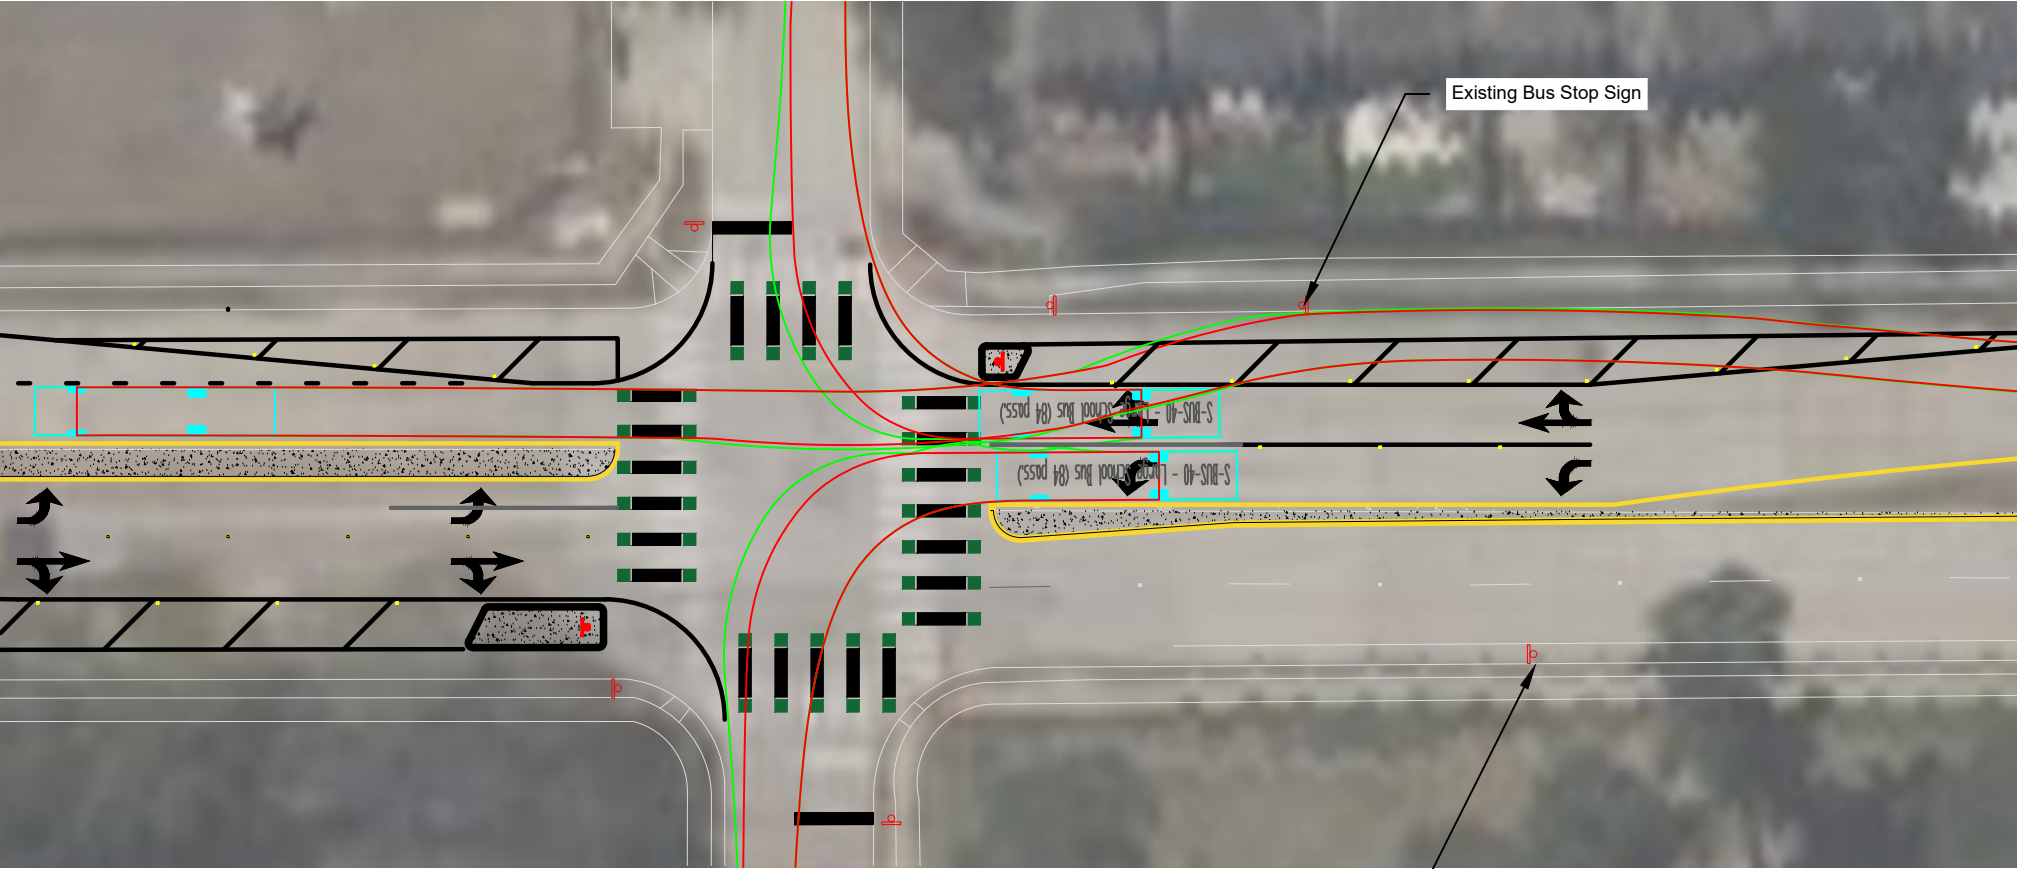 Existing Bus Stop Sign
S-BUS-40 - Large School Bus (84 pass.)
S-BUS-40 - Large School Bus (84 pass.)